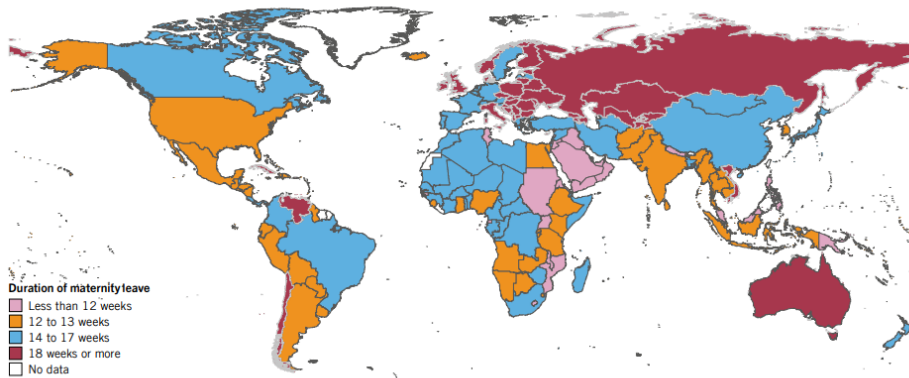 Duration of maternity leave
Less than 12 weeks
12 to 13 weeks
14 to 17 weeks
18 weeks or more
No data